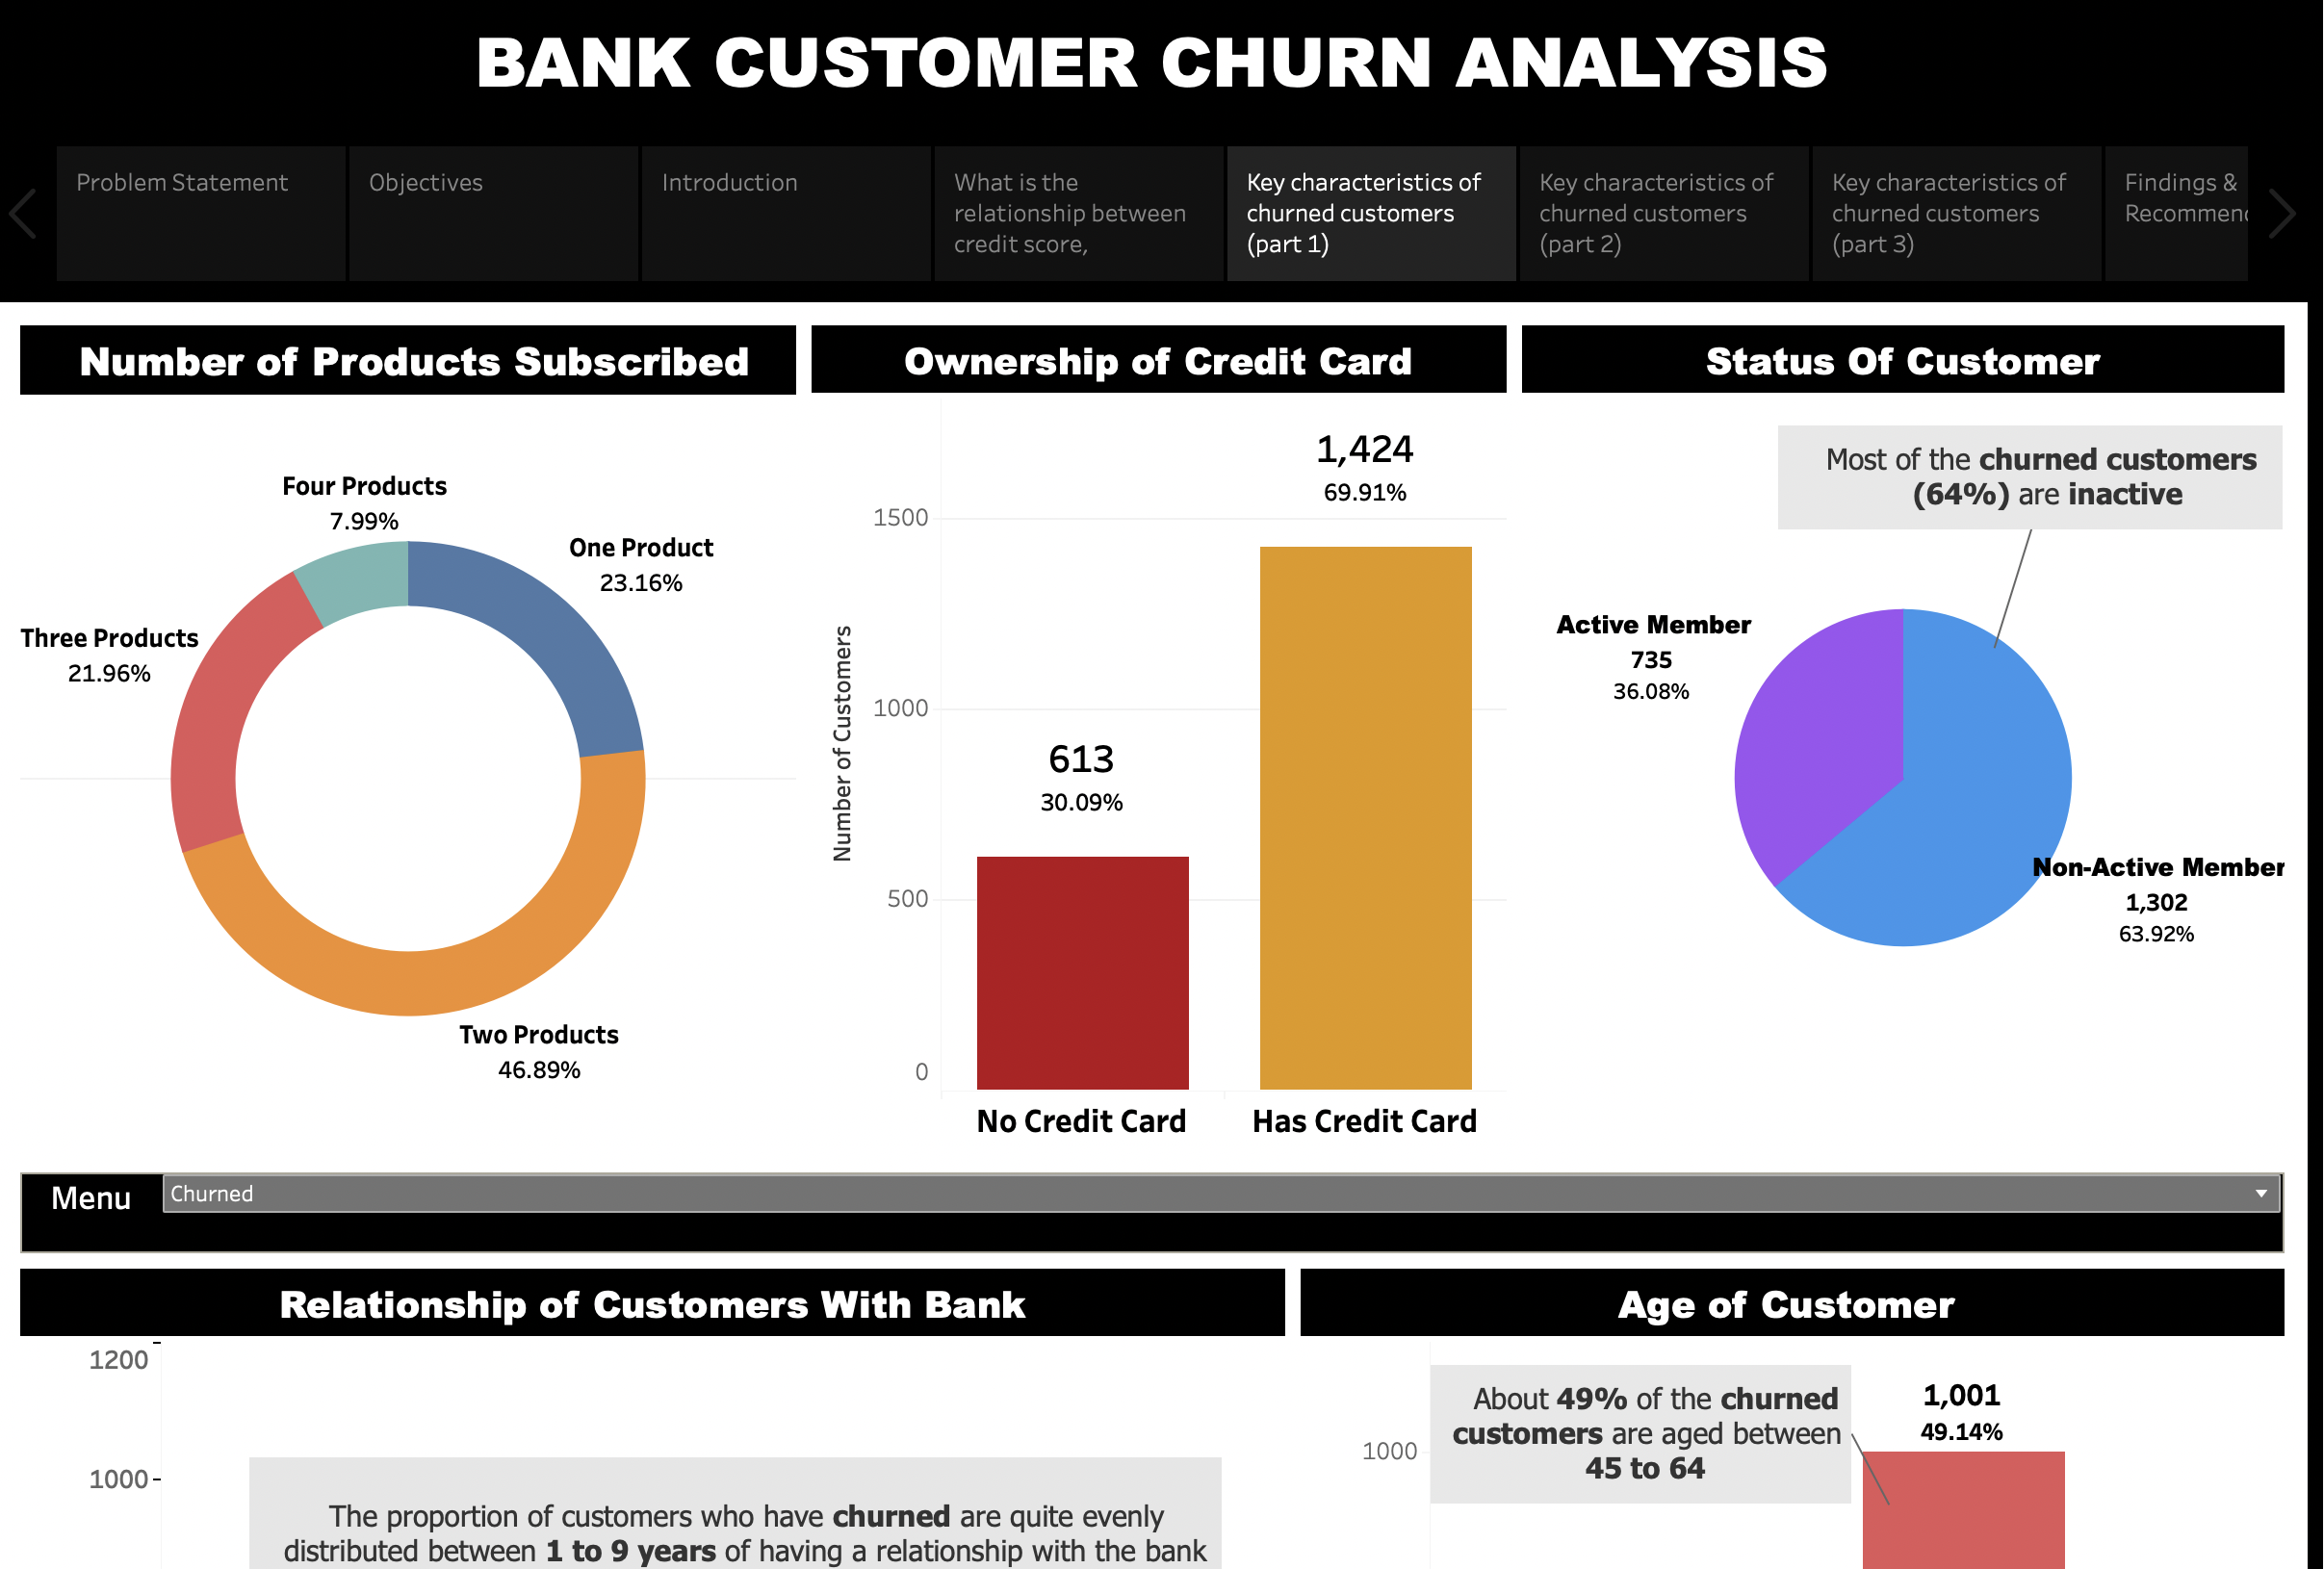 BANK CUSTOMER CHURN ANALYSIS
Problem Statement
Objectives
Introduction
What is the
relationship between
credit score,
Key characteristics of
churned customers
(part 1)
Key characteristics of
churned customers
(part 2)
Key characteristics of
churned customers
(part 3)
Findings &
Recommen
Number of Products Subscribed
Four Products
7.99%
One Product
23.16%
Three Products
21.96%
Two Products
46.89%
Ownership of Credit Card
Number of Customers
1500
1000
500
0
1,424
69.91%
613
30.09%
No Credit Card
Has Credit Card
Status Of Customer
Most of the churned customers
(64%) are inactive
Active Member
735
36.08%
Non-Active Member
1,302
63.92%
Menu
Churned
Relationship of Customers With Bank
1200
1000
The proportion of customers who have churned are quite evenly
distributed between 1 to 9 years of having a relationship with the bank
Age of Customer
1000
About 49% of the churned
customers are aged between
45 to 64
1,001
49.14%